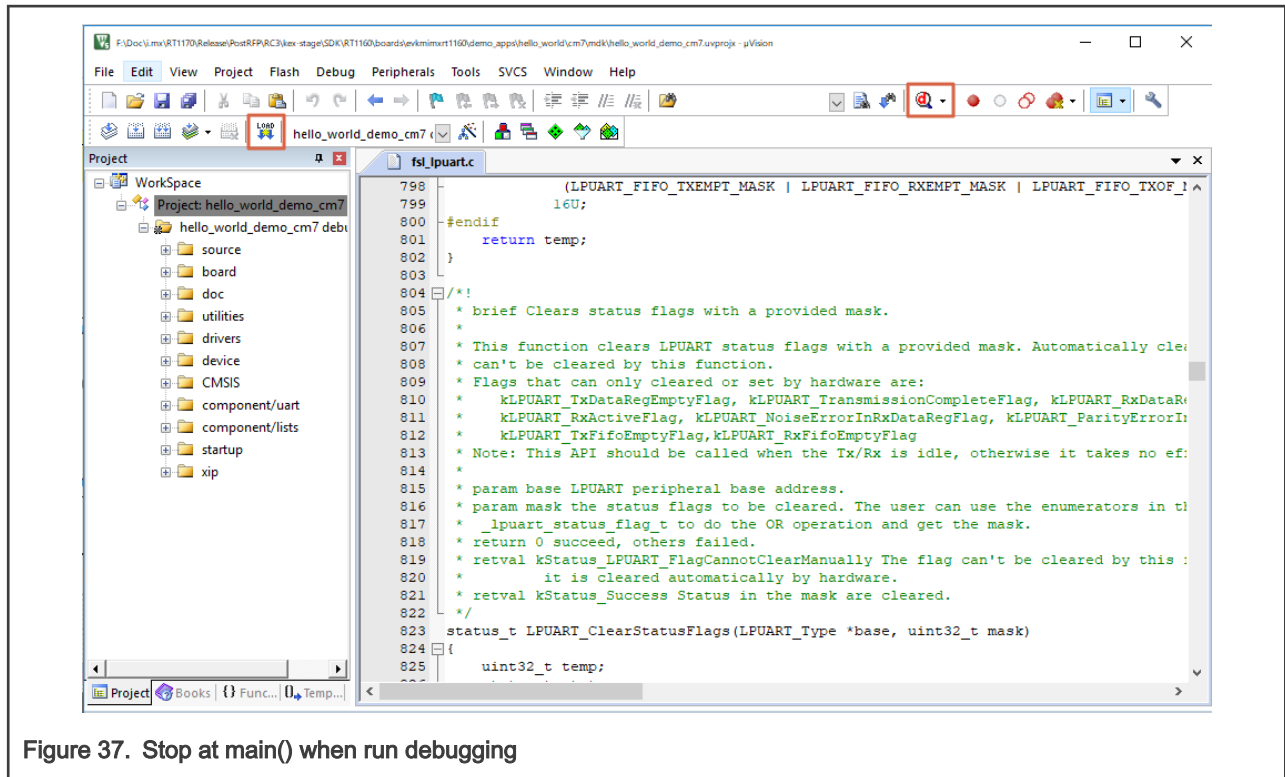 F:\Doc\i.mx\RT1170\Release\PostRFP\RC3\kex-stage\SDK\RT1160\boards\evkmimxrt1160\demo_apps\hello_world\cm7\mdk\hello_world_demo_cm7.uvprojx - µVision
File Edit View Project Flash Debug Peripherals Tools SVCS Window Help
LOAD
hello_world_demo_cm7 (
Project
fsl_lpuart.c
WorkSpace
Project: hello_world_demo_cm7
hello_world_demo_cm7 debu
source
board
doc
utilities
drivers
device
CMSIS
component/uart
component/lists
startup
xip
798 (LPUART_FIFO_TXEMPT_MASK | LPUART_FIFO_RXEMPT_MASK | LPUART_FIFO_TXOF_
799 16U;
800 #endif
801 return temp;
802 }
803
804 /*!
805 * brief Clears status flags with a provided mask.
806 *
807 * This function clears LPUART status flags with a provided mask. Automatically clea
808 * can't be cleared by this function.
809 * Flags that can only cleared or set by hardware are:
810 * kLPUART_TxDataRegEmptyFlag, kLPUART_TransmissionCompleteFlag, kLPUART_RxDataR
811 * kLPUART_RxActiveFlag, kLPUART_NoiseErrorInRxDataRegFlag, kLPUART_ParityErrorI
812 * kLPUART_TxFifoEmptyFlag,kLPUART_RxFifoEmptyFlag
813 * Note: This API should be called when the Tx/Rx is idle, otherwise it takes no ef
814 *
815 * param base LPUART peripheral base address.
816 * param mask the status flags to be cleared. The user can use the enumerators in t
817 * _lpuart_status_flag_t to do the OR operation and get the mask.
818 * return 0 succeed, others failed.
819 * retval kStatus_LPUART_FlagCannotClearManually The flag can't be cleared by this
820 * it is cleared automatically by hardware.
821 * retval kStatus_Success Status in the mask are cleared.
822 */
823 status_t LPUART_ClearStatusFlags(LPUART_Type *base, uint32_t mask)
824 {
825 uint32_t temp;
Project Books {} Func... 0 Temp...
Figure 37. Stop at main() when run debugging